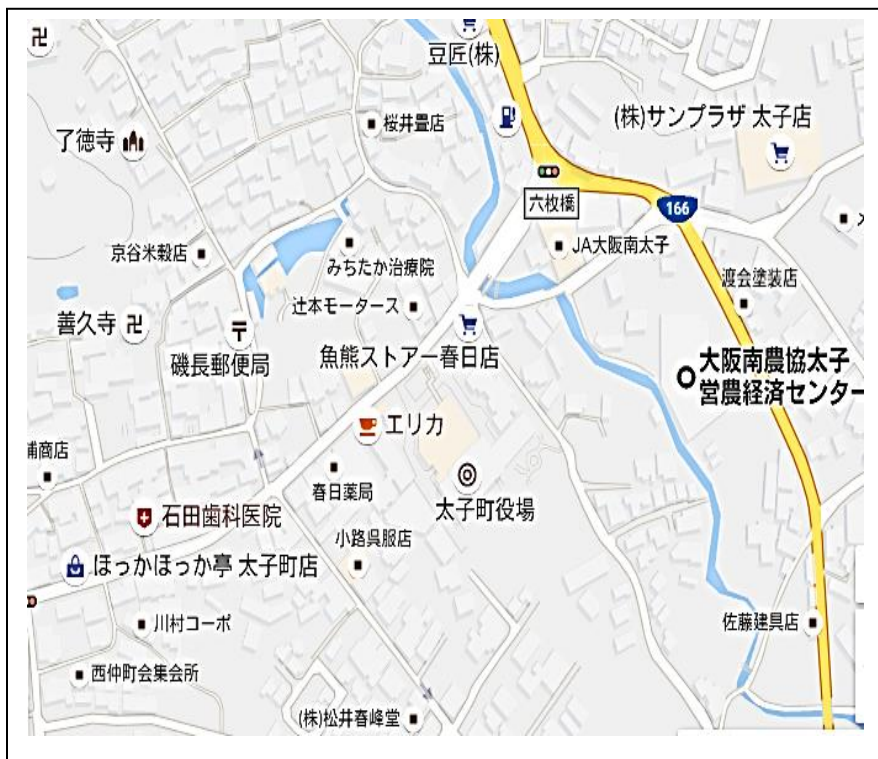 豆匠(株)
(株)サンプラザ 太子店
桜井畳店
了徳寺
六枚橋
166
JA大阪南太子
京谷米穀店
みちたか治療院
渡会塗装店
辻本モータース
善久寺
磯長郵便局
魚熊ストアー春日店
大阪南農協太子
営農経済センター
エリカ
浦商店
春日薬局
太子町役場
石田歯科医院
小路呉服店
ほっかほっか亭 太子町店
川村コーポ
佐藤建具店
西仲町会集会所
(株)松井春峰堂